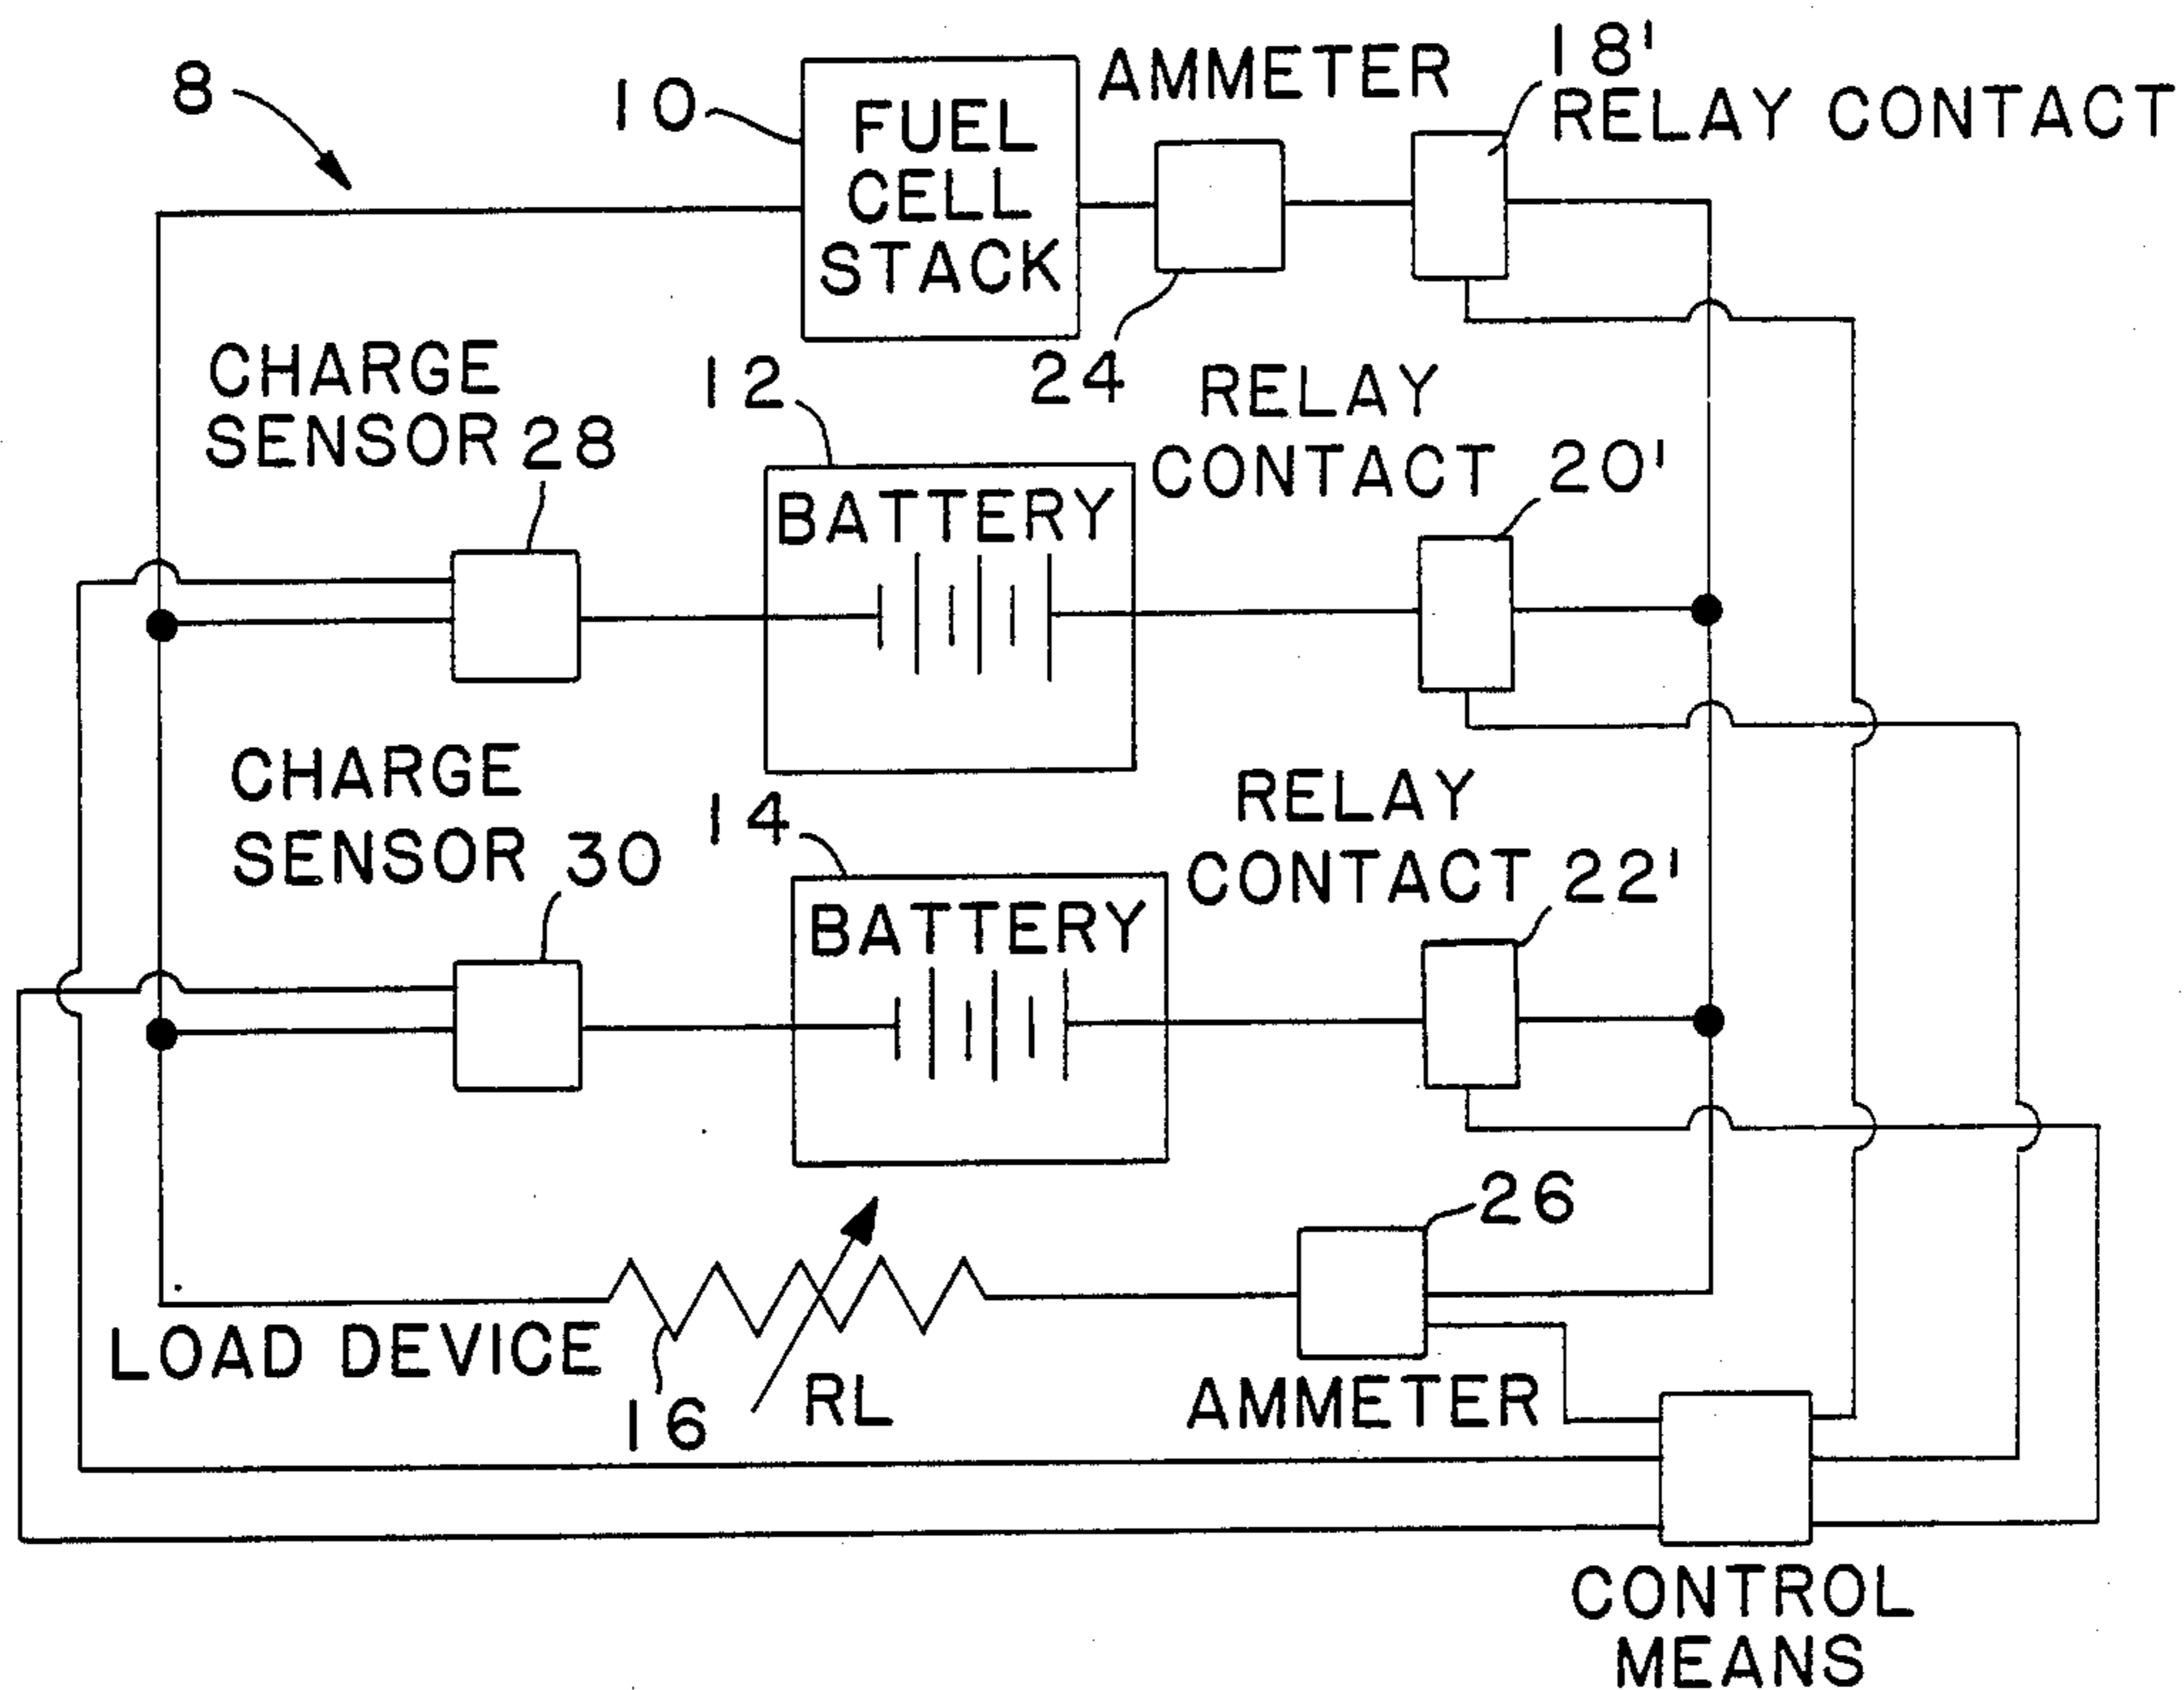 8
10
FUEL
CELL
STACK
AMMETER
18'
RELAY CONTACT
24
CHARGE
SENSOR 28
12
BATTERY
RELAY
CONTACT 20'
CHARGE
SENSOR 30
14
BATTERY
RELAY
CONTACT 22'
26
LOAD DEVICE
16
RL
AMMETER
CONTROL
MEANS